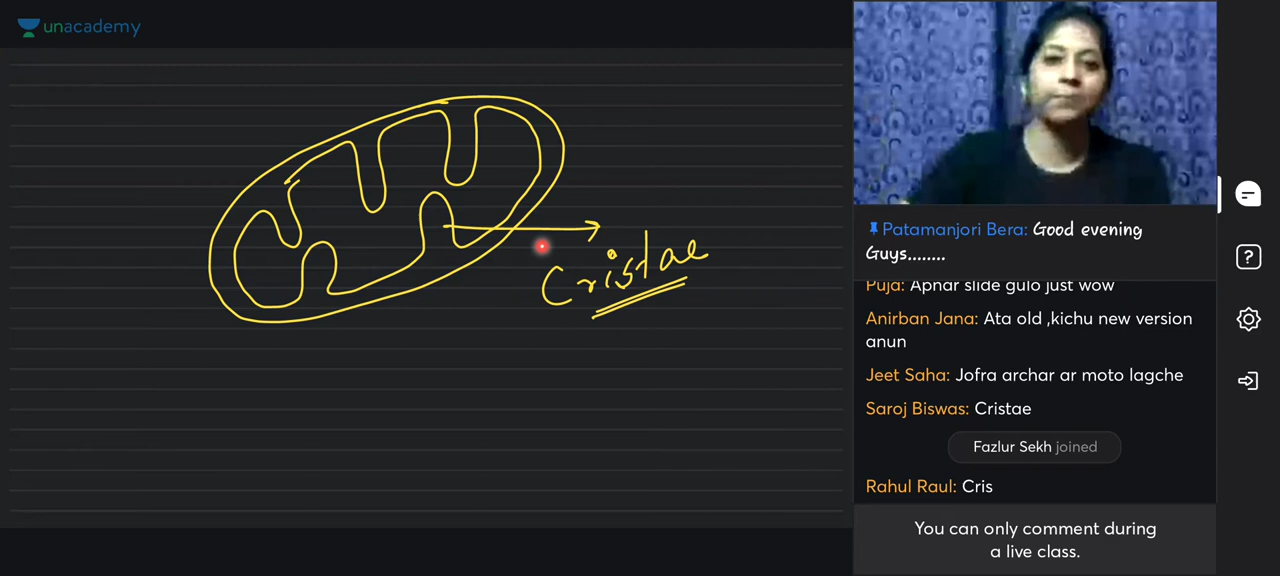 unacademy
Cristae
Patamanjori Bera: Good evening
Guys........
Puja: Apnar slide gulo just wow
Anirban Jana: Ata old ,kichu new version
anun
Jeet Saha: Jofra archar ar moto lagche
Saroj Biswas: Cristae
Fazlur Sekh joined
Rahul Raul: Cris
You can only comment during
a live class.
?